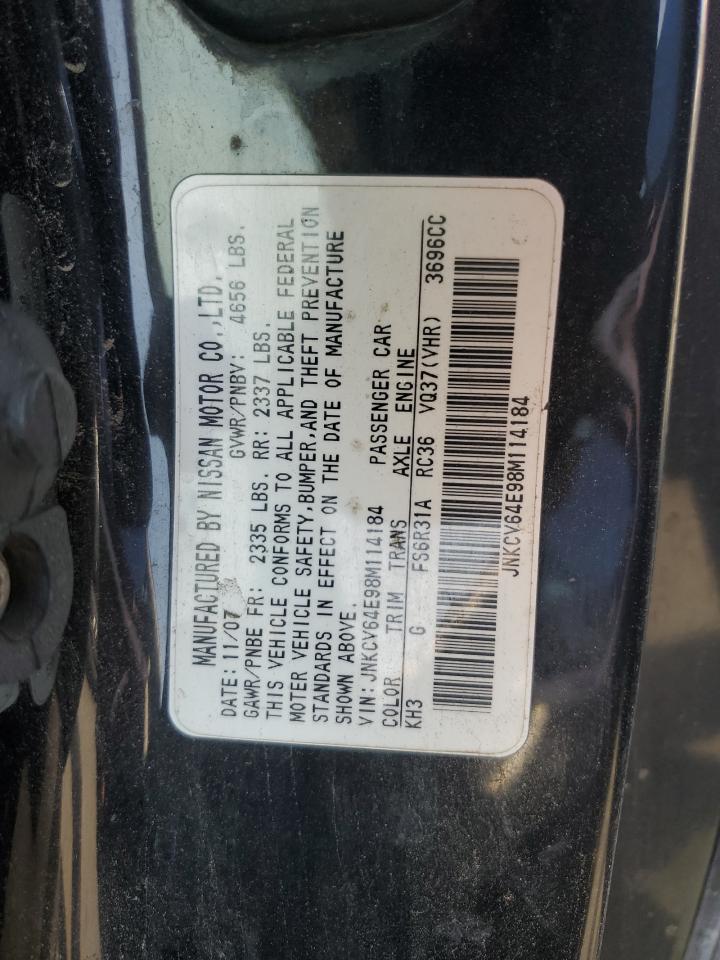 MANUFACTURED BY NISSAN MOTOR CO.,LTD.
DATE: 11/07 GVWR/PNBV: 4656 LBS.
GAWR/PNBE FR: 2335 LBS. RR: 2337 LBS.
THIS VEHICLE CONFORMS TO ALL APPLICABLE FEDERAL
MOTER VEHICLE SAFETY,BUMPER,AND THEFT PREVENTION
STANDARDS IN EFFECT ON THE DATE OF MANUFACTURE
SHOWN ABOVE.
VIN: JNKCV64E98M114184 PASSENGER CAR
COLOR TRIM TRANS AXLE ENGINE
KH3 G FS6R31A RC36 VQ37(VHR) 3696CC
JNKCV64E98M114184